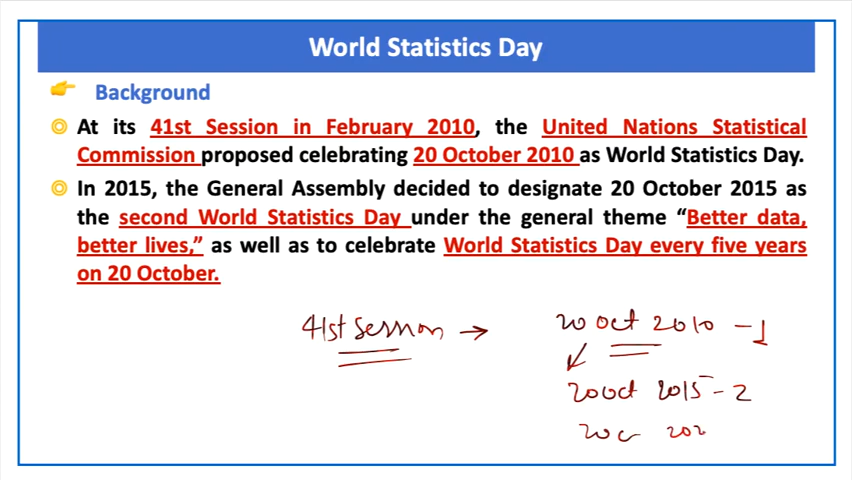 World Statistics Day
Background
At its 41st Session in February 2010, the United Nations Statistical
Commission proposed celebrating 20 October 2010 as World Statistics Day.
In 2015, the General Assembly decided to designate 20 October 2015 as
the second World Statistics Day under the general theme “Better data,
better lives,” as well as to celebrate World Statistics Day every five years
on 20 October.
41st Session → 20 Oct 2010 - 1
20 Oct 2015 - 2
20